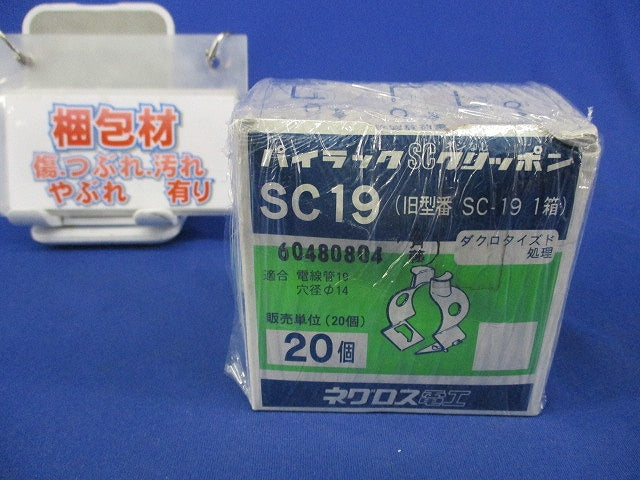 梱包材
傷.つぶれ.汚れ
やぶれ 有り
パイラックSCクリッポン
SC19 (旧型番 SC-19 1箱)
60480804
ダクロタイズド
処理
適合 電線管19
穴径Φ14
販売単位(20個)
20個
ネグロス電工